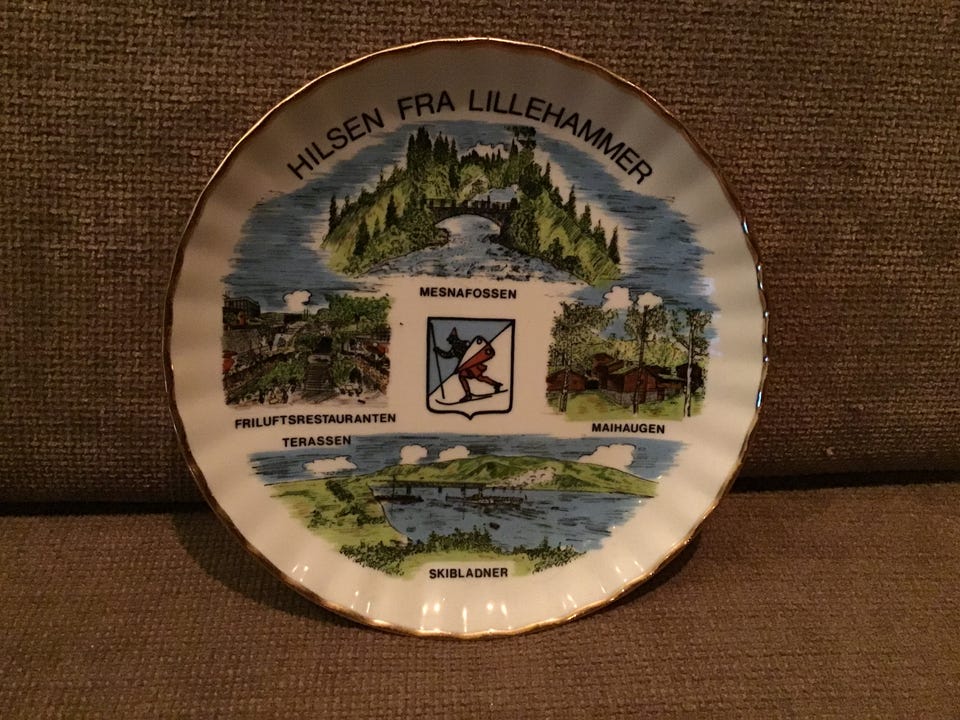 HILSEN FRA LILLEHAMMER
MESNAFOSSEN
FRILUFTSRESTAURANTEN
TERASSEN
MAIHAUGEN
SKIBLADNER